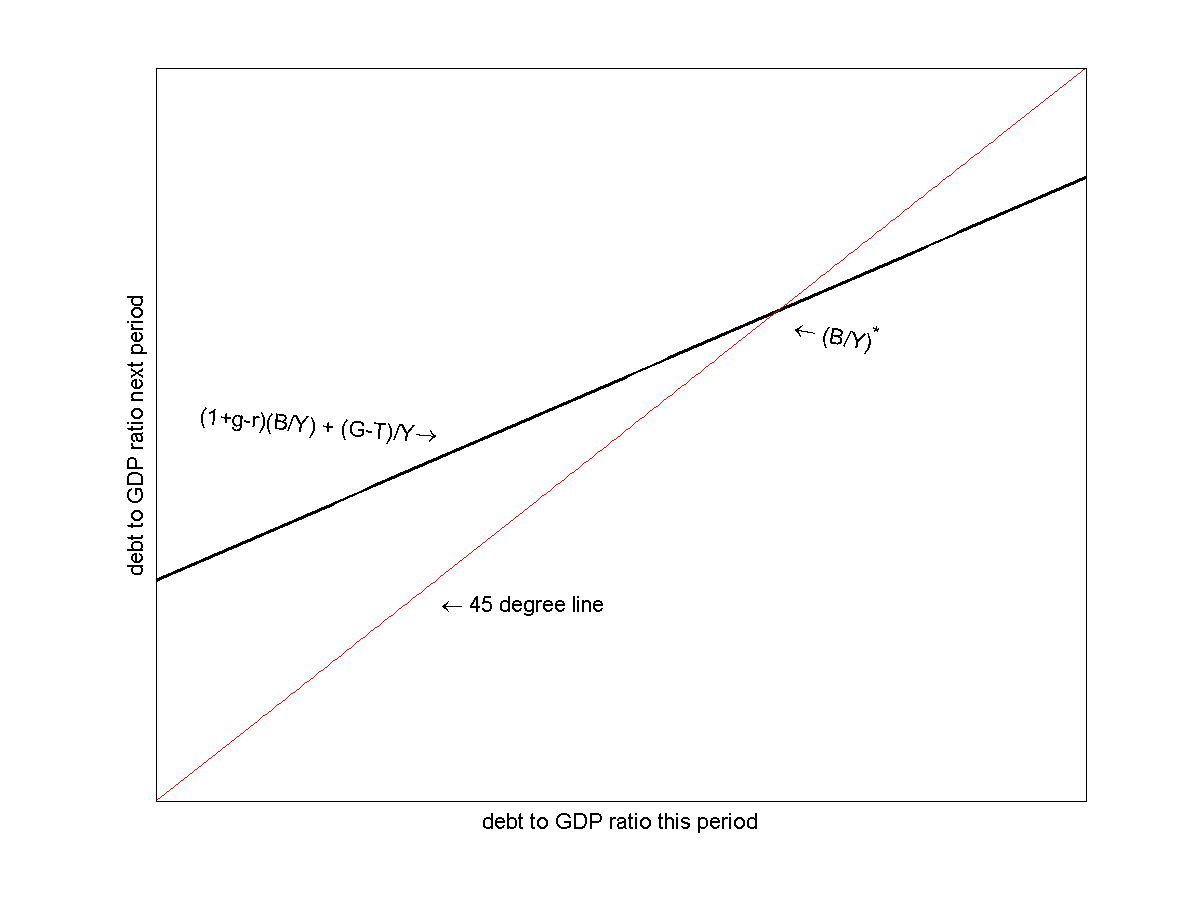 debt to GDP ratio next period
(1+g-r)(B/Y) + (G-T)/Y→
← (B/Y)*
← 45 degree line
debt to GDP ratio this period